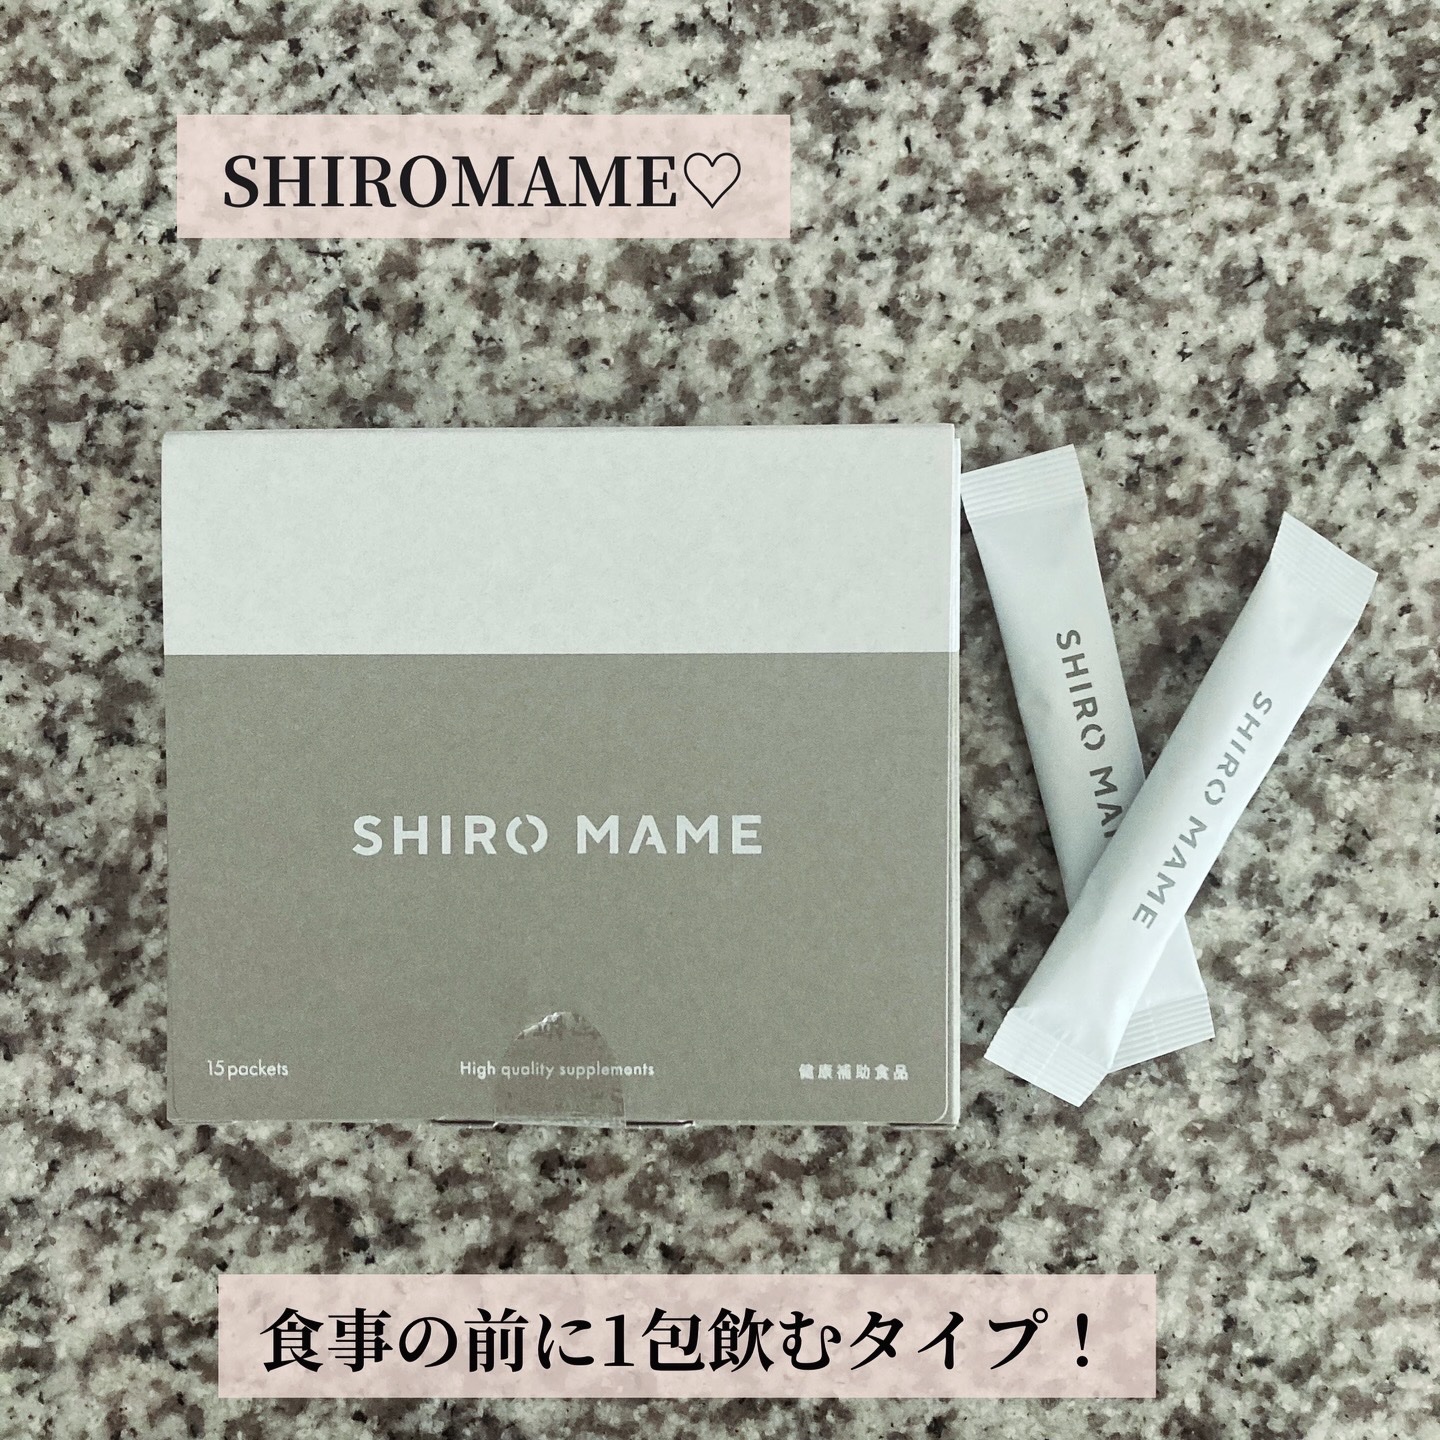 SHIROMAME♡
SHIRO MAME
15packets
High quality supplements
健康補助食品
SHIRO MA
SHIRO MAME
食事の前に1包飲むタイプ！